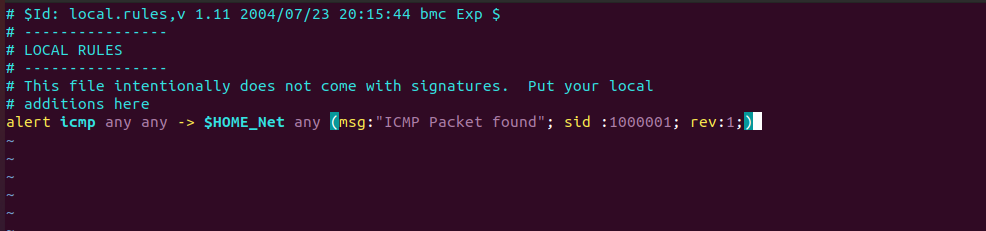 # $Id: local.rules,v 1.11 2004/07/23 20:15:44 bmc Exp $
# ----------------
# LOCAL RULES
# ----------------
# This file intentionally does not come with signatures.  Put your local
# additions here
alert icmp any any -> $HOME_Net any (msg:"ICMP Packet found"; sid :1000001; rev:1;)
~
~
~
~
~